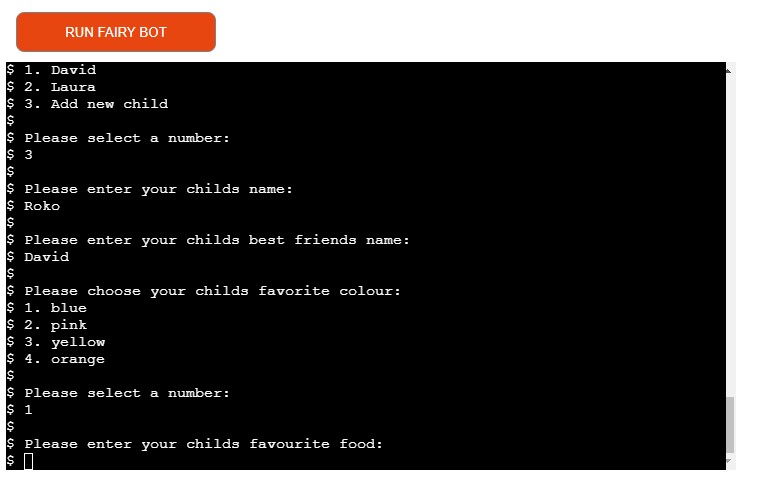 RUN FAIRY BOT
$ 1. David
$ 2. Laura
$ 3. Add new child
$
$ Please select a number:
$ 3
$
$ Please enter your childs name:
$ Roko
$
$ Please enter your childs best friends name:
$ David
$
$ Please choose your childs favorite colour:
$ 1. blue
$ 2. pink
$ 3. yellow
$ 4. orange
$
$ Please select a number:
$ 1
$
$ Please enter your childs favourite food:
$